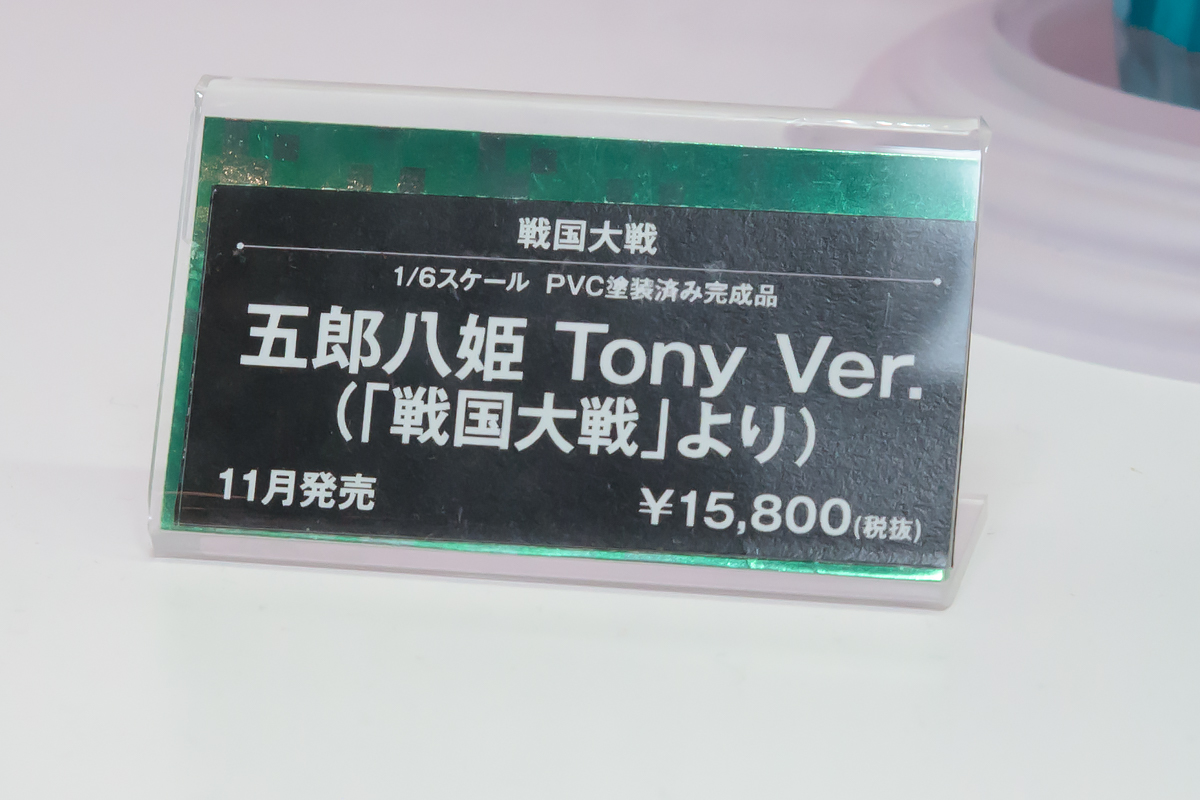 戦国大戦
1/6スケール PVC塗装済み完成品
五郎八姫 Tony Ver.
(「戦国大戦」より)
11月発売
¥15,800(税抜)